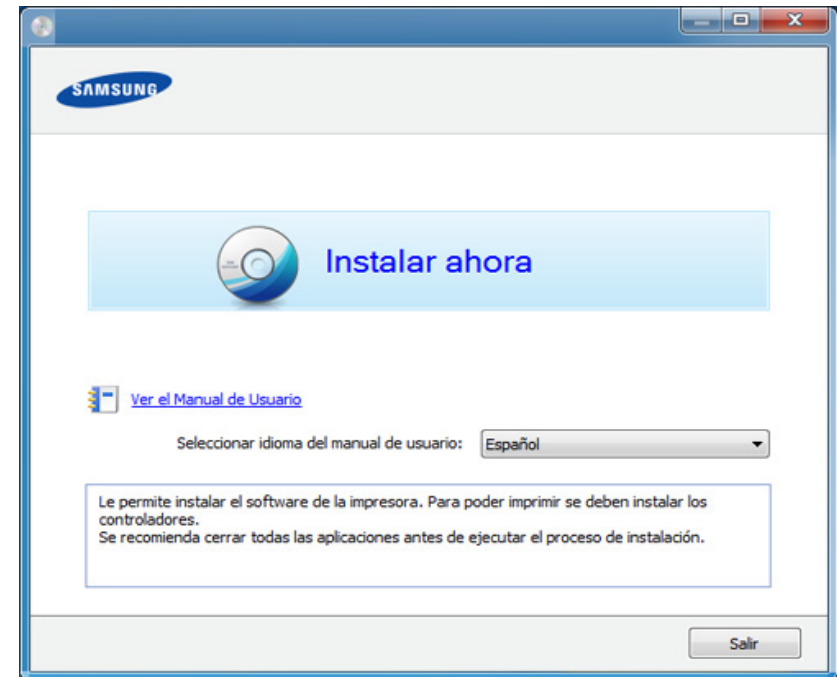 SAMSUNG
Instalar ahora
Ver el Manual de Usuario
Seleccionar idioma del manual de usuario: Español
Le permite instalar el software de la impresora. Para poder imprimir se deben instalar los
controladores.
Se recomienda cerrar todas las aplicaciones antes de ejecutar el proceso de instalación.
Salir